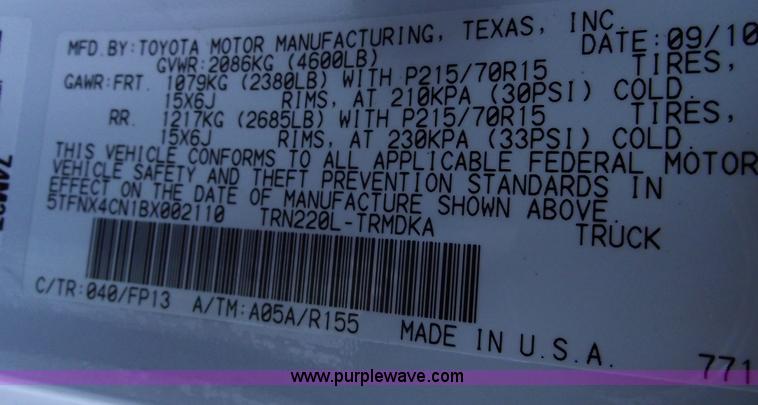 MFD.BY:TOYOTA MOTOR MANUFACTURING, TEXAS, INC.
GVWR:2086KG (4600LB) DATE:09/10
GAWR:FRT. 1079KG (2380LB) WITH P215/70R15 TIRES,
15X6J RIMS, AT 210KPA (30PSI) COLD.
RR. 1217KG (2685LB) WITH P215/70R15 TIRES,
15X6J RIMS, AT 230KPA (33PSI) COLD.
THIS VEHICLE CONFORMS TO ALL APPLICABLE FEDERAL MOTOR
VEHICLE SAFETY AND THEFT PREVENTION STANDARDS IN
EFFECT ON THE DATE OF MANUFACTURE SHOWN ABOVE.
5TFNX4CN1BX002110 TRN220L-TRMDKA TRUCK
C/TR:040/FP13 A/TM:A05A/R155 MADE IN U.S.A.
771
www.purplewave.com